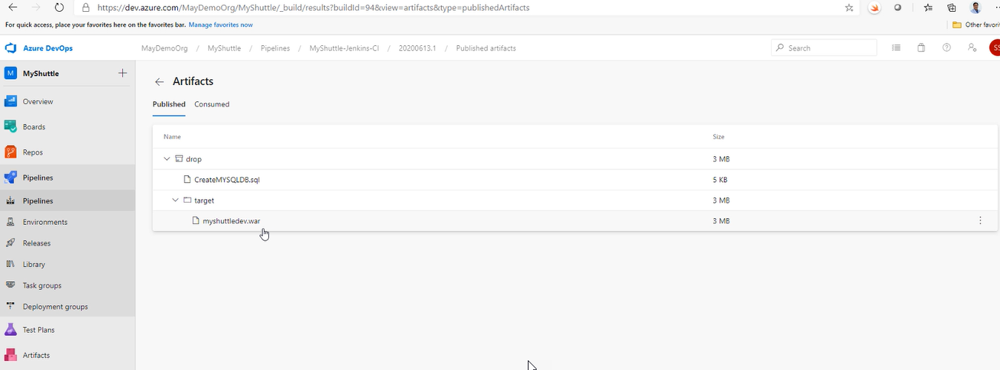 https://dev.azure.com/MayDemoOrg/MyShuttle/_build/results?buildId=94&view=artifacts&type=publishedArtifacts
For quick access, place your favorites here on the favorites bar. Manage favorites now
Other favorit
Azure DevOps
MayDemoOrg / MyShuttle / Pipelines / MyShuttle-Jenkins-CI / 20200613.1 / Published artifacts
Search
SS
M MyShuttle
Overview
Boards
Repos
Pipelines
Pipelines
Environments
Releases
Library
Task groups
Deployment groups
Test Plans
Artifacts
Artifacts
Published Consumed
Name Size
drop 3 MB
CreateMYSQLDB.sql 5 KB
target 3 MB
myshuttledev.war 3 MB